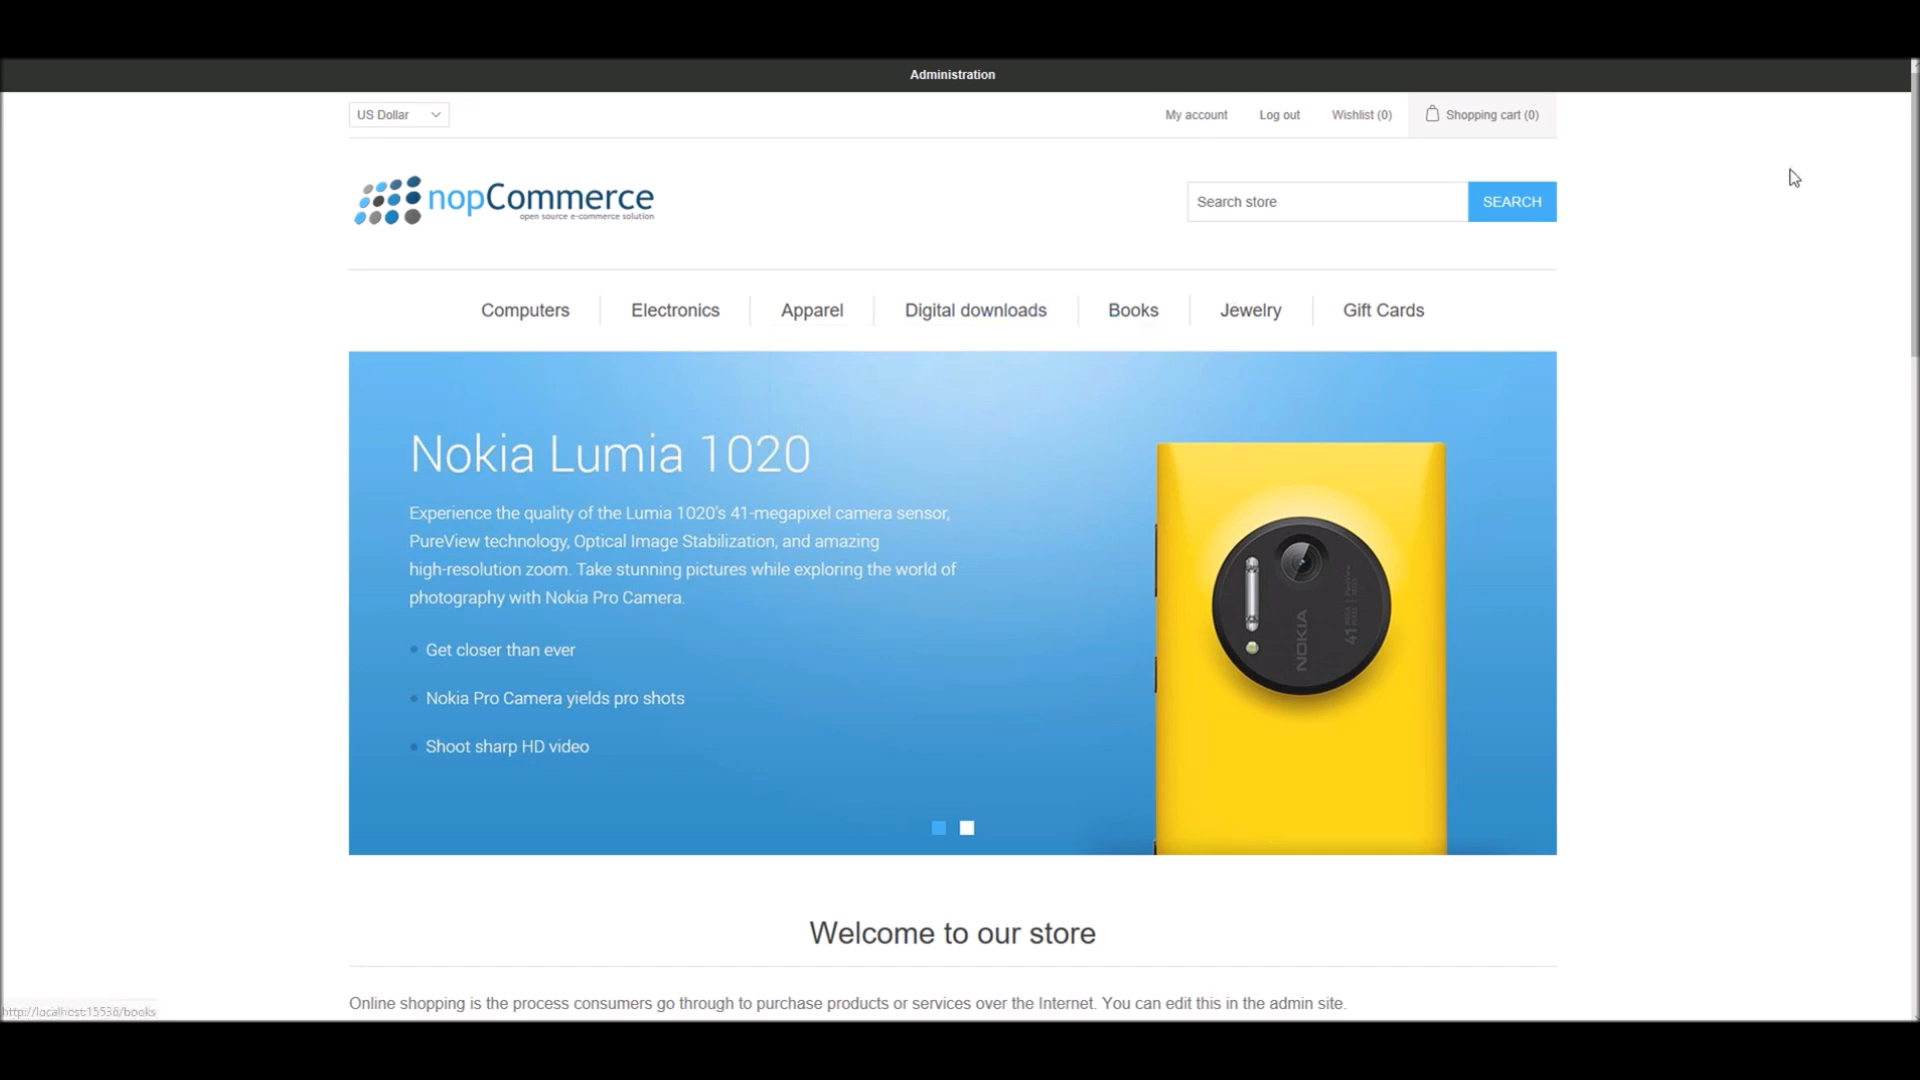 Administration
US Dollar
My account
Log out
Wishlist (0)
Shopping cart (0)
nopCommerce
open source e-commerce solution
Search store
SEARCH
Computers
Electronics
Apparel
Digital downloads
Books
Jewelry
Gift Cards
Nokia Lumia 1020
Experience the quality of the Lumia 1020's 41-megapixel camera sensor,
PureView technology, Optical Image Stabilization, and amazing
high-resolution zoom. Take stunning pictures while exploring the world of
photography with Nokia Pro Camera.
Get closer than ever
Nokia Pro Camera yields pro shots
Shoot sharp HD video
NOKIA
41
Welcome to our store
Online shopping is the process consumers go through to purchase products or services over the Internet. You can edit this in the admin site.
http://localhost:15536/books